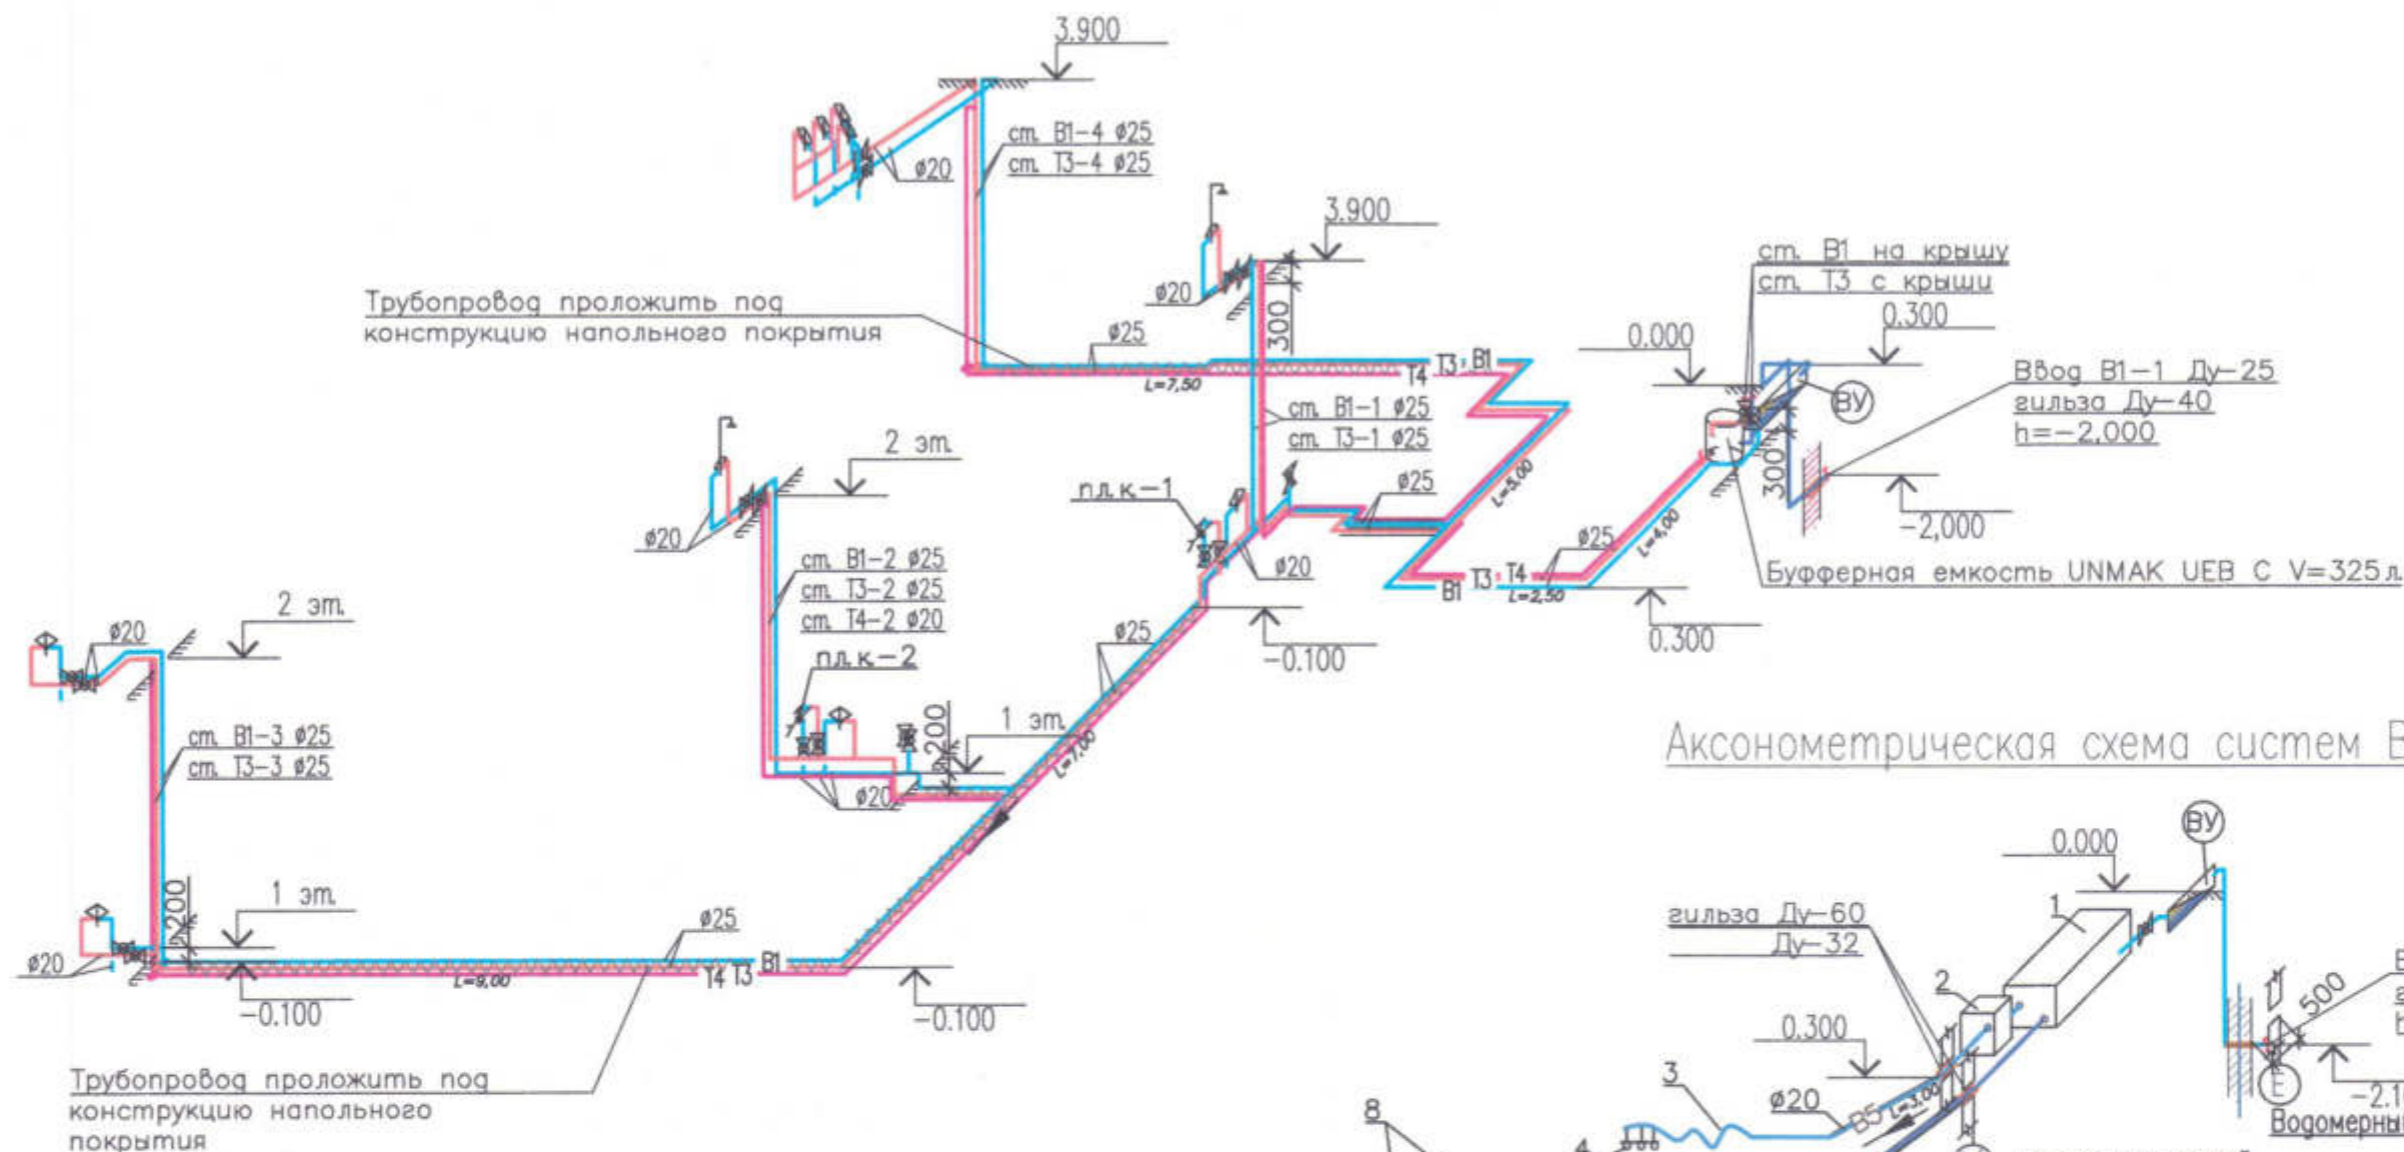 3.900
ст. В1-4 ø25
ст. Т3-4 ø25
ø20
3.900
ø20
300
Трубопровод проложить под
конструкцию напольного покрытия
ø25
L=7,50
Т3
В1
Т4
ст. В1 на крышу
ст. Т3 с крыши
0.000
0.300
ВУ
Ввод В1-1 Ду-25
гильза Ду-40
h=-2,000
300
-2,000
Буфферная емкость UNMAK UEB C V=325 л
ст. В1-1 ø25
ст. Т3-1 ø25
ø25
L=5,00
2 эт.
пл.к.-1
ø20
ø20
ст. В1-2 ø25
ст. Т3-2 ø25
ст. Т4-2 ø20
пл.к.-2
ø25
L=4,00
В1 Т3 Т4
L=2,50
0.300
-0.100
ø25
L=7,00
2 эт.
ø20
ст. В1-3 ø25
ст. Т3-3 ø25
200
1 эт.
ø20
200
1 эт.
ø20
-0.100
ø25
L=9,00
Т4 Т3 В1
-0.100
Трубопровод проложить под
конструкцию напольного
покрытия
Аксонометрическая схема систем В
ВУ
0.000
1
гильза Ду-60
Ду-32
2
0.300
3
ø20
В5
L=3,00
8
4
500
Е
-2.1
Водомерны